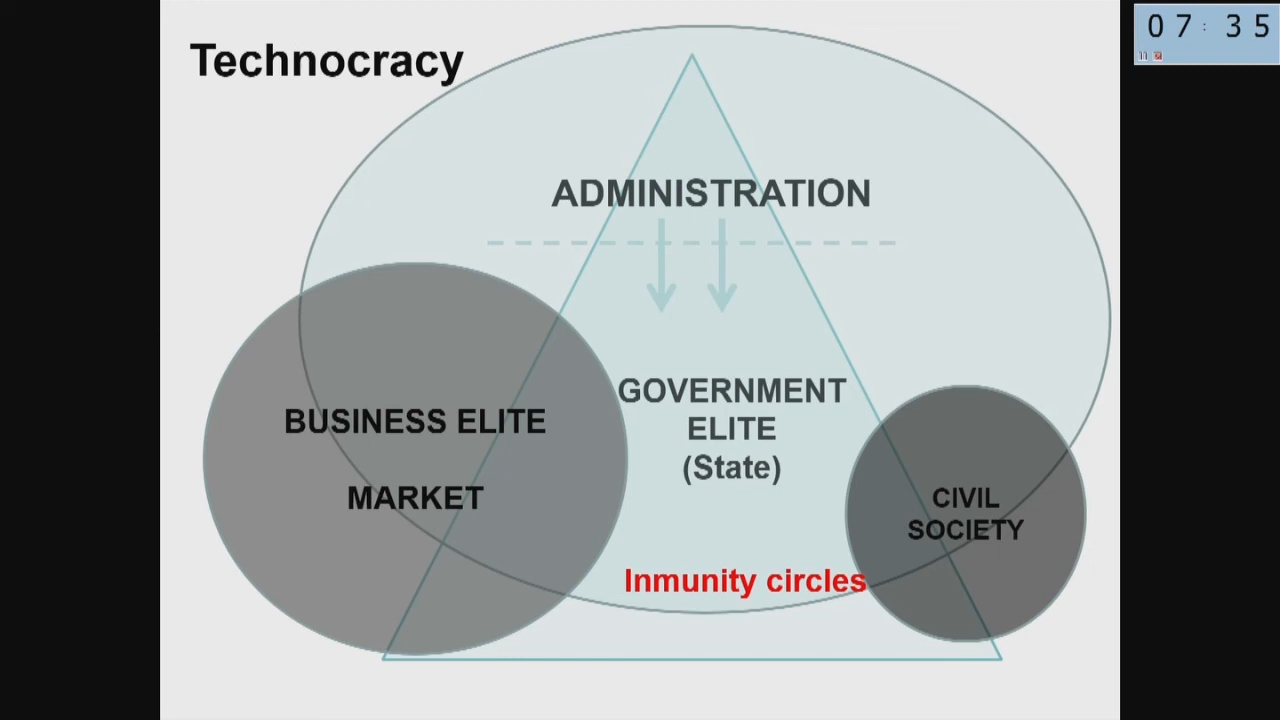 Technocracy
07:35
ADMINISTRATION
GOVERNMENT
ELITE
(State)
BUSINESS ELITE
MARKET
CIVIL
SOCIETY
Inmunity circles